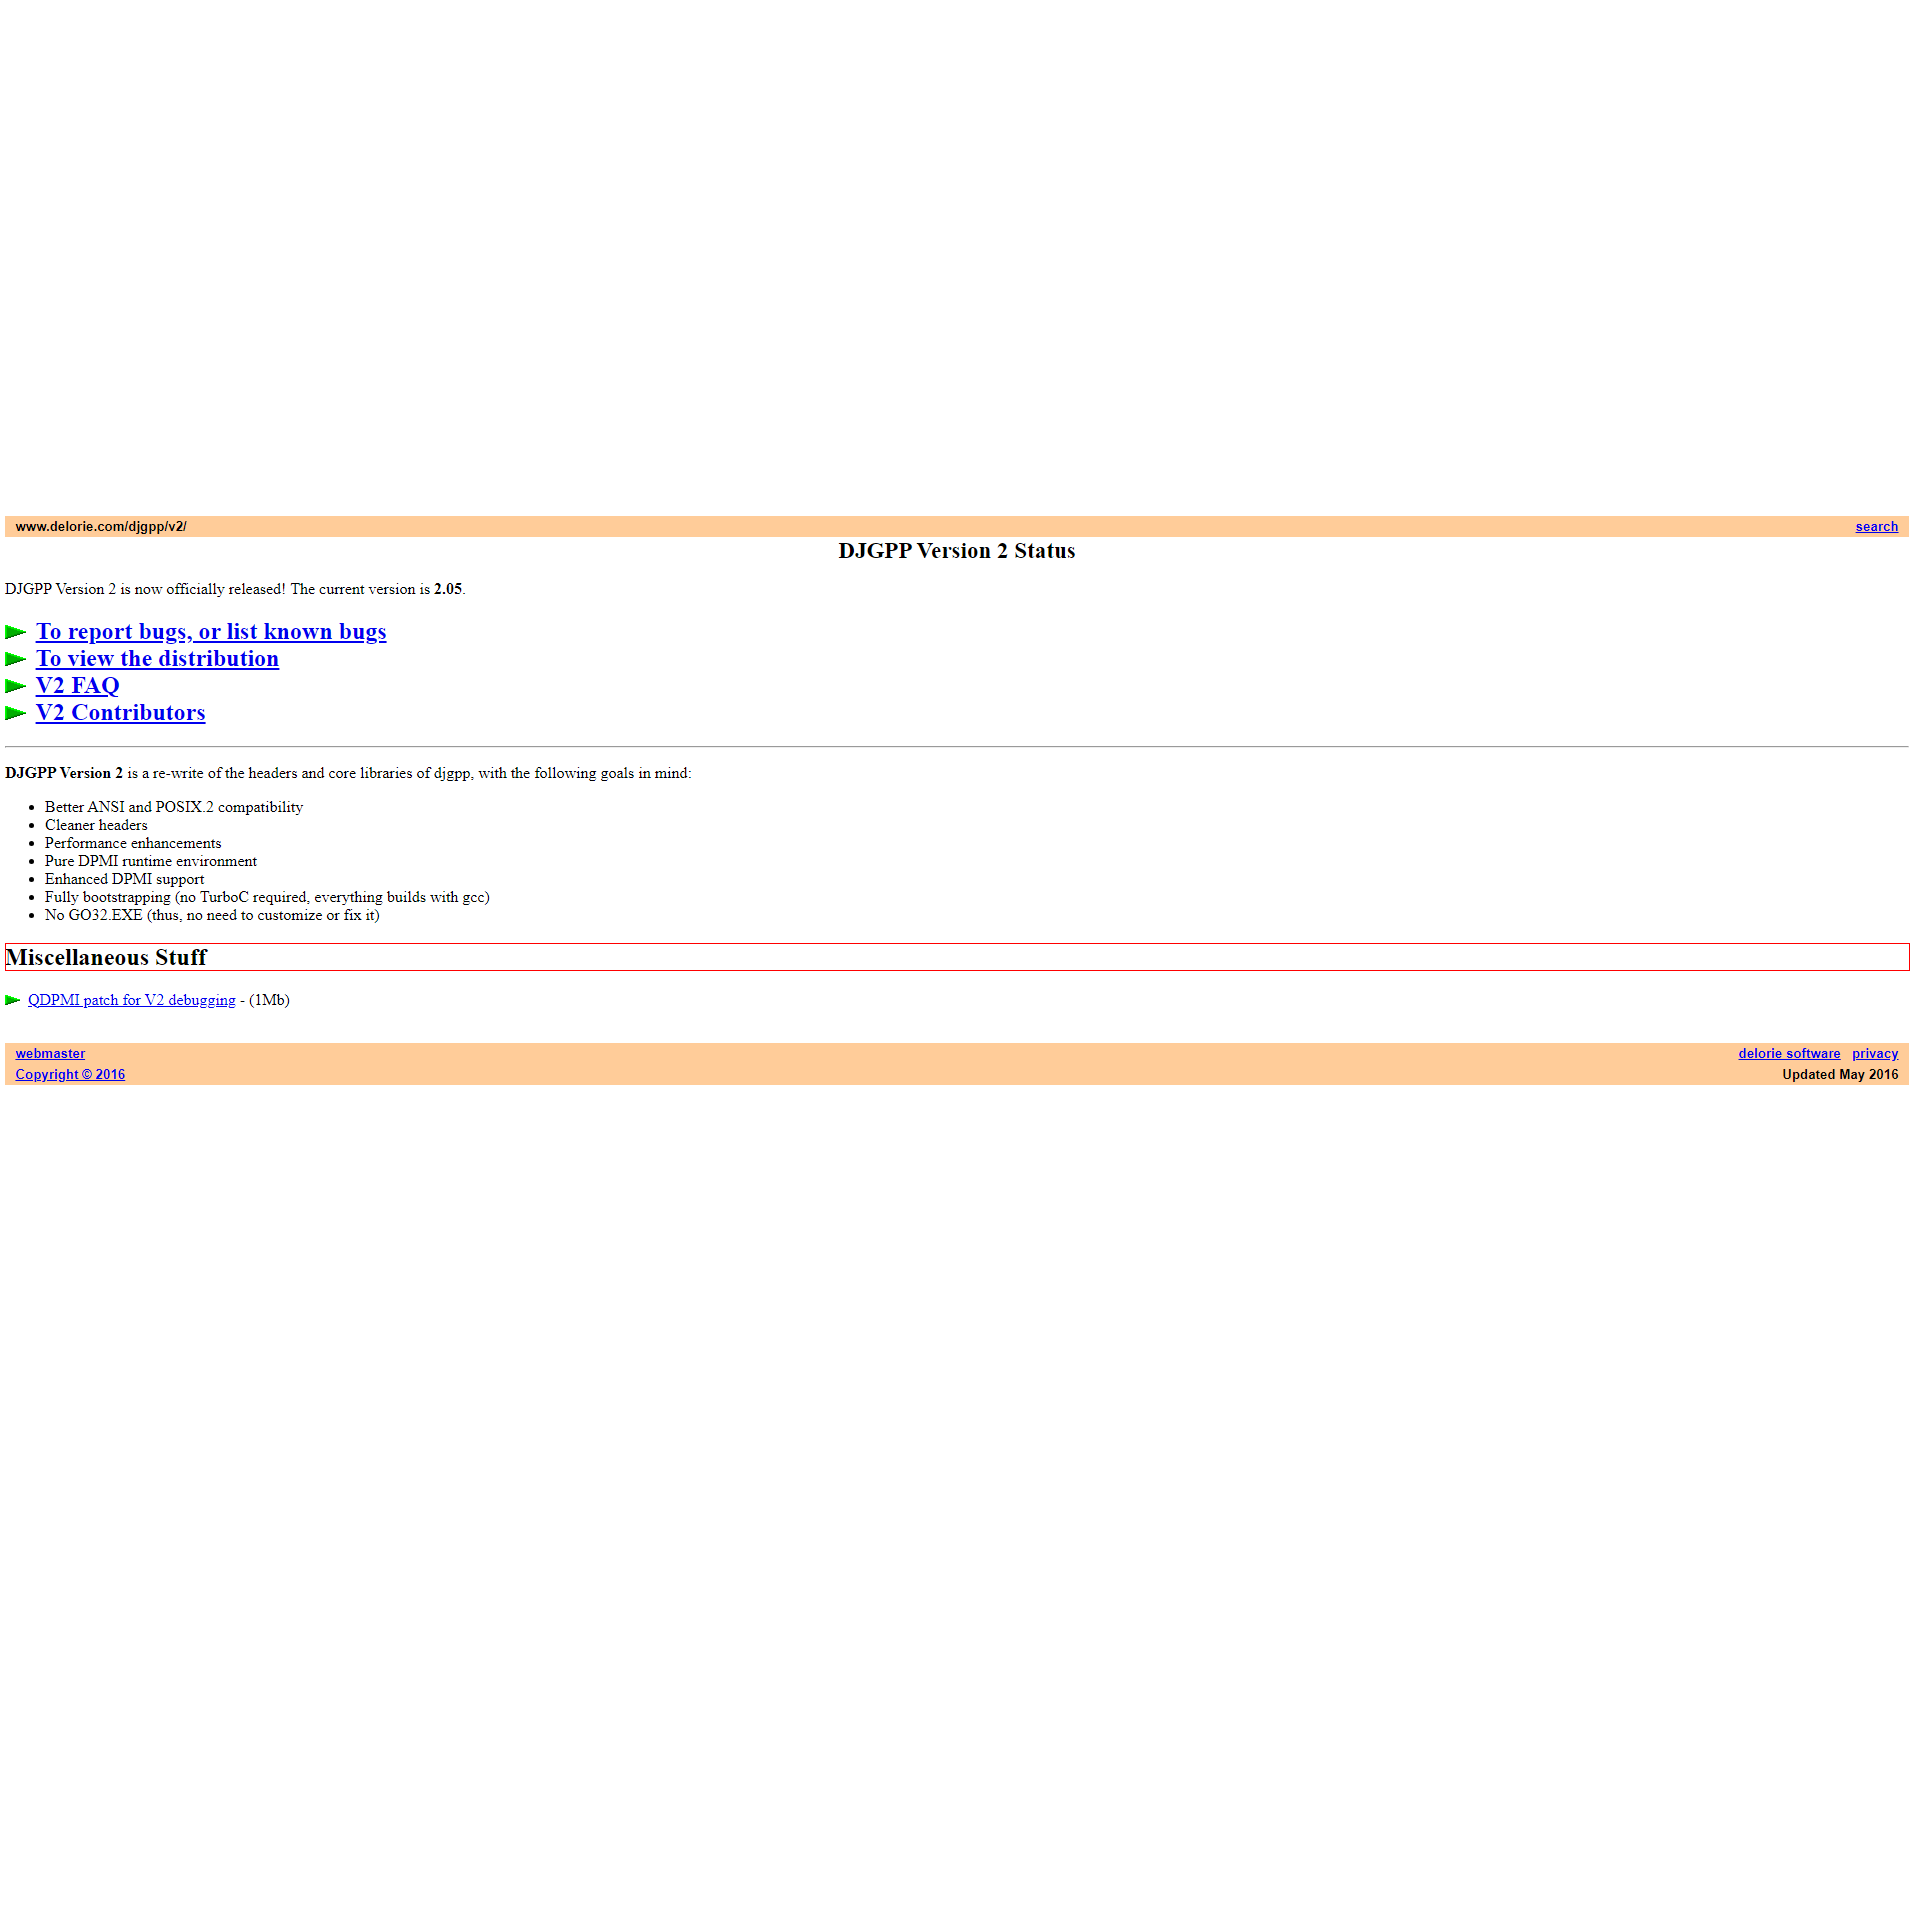 www.delorie.com/djgpp/v2/ search
DJGPP Version 2 Status
DJGPP Version 2 is now officially released! The current version is 2.05.
To report bugs, or list known bugs
To view the distribution
V2 FAQ
V2 Contributors
DJGPP Version 2 is a re-write of the headers and core libraries of djgpp, with the following goals in mind:
• Better ANSI and POSIX.2 compatibility
• Cleaner headers
• Performance enhancements
• Pure DPMI runtime environment
• Enhanced DPMI support
• Fully bootstrapping (no TurboC required, everything builds with gcc)
• No GO32.EXE (thus, no need to customize or fix it)
Miscellaneous Stuff
QDPMI patch for V2 debugging - (1Mb)
webmaster delorie software privacy
Copyright © 2016 Updated May 2016